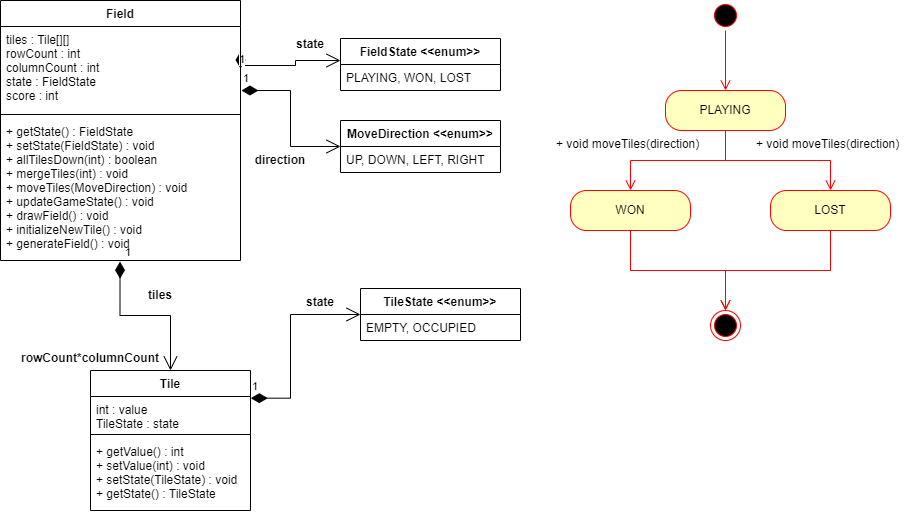 Field
tiles : Tile[][]
rowCount : int
columnCount : int
state : FieldState
score : int
+ getState() : FieldState
+ setState(FieldState) : void
+ allTilesDown(int) : boolean
+ mergeTiles(int) : void
+ moveTiles(MoveDirection) : void
+ updateGameState() : void
+ drawField() : void
+ initializeNewTile() : void
+ generateField() : void
1
state
FieldState <<enum>>
PLAYING, WON, LOST
1
direction
MoveDirection <<enum>>
UP, DOWN, LEFT, RIGHT
1
tiles
rowCount*columnCount
Tile
int : value
TileState : state
+ getValue() : int
+ setValue(int) : void
+ setState(TileState) : void
+ getState() : TileState
1
state
TileState <<enum>>
EMPTY, OCCUPIED
PLAYING
+ void moveTiles(direction)
+ void moveTiles(direction)
WON
LOST